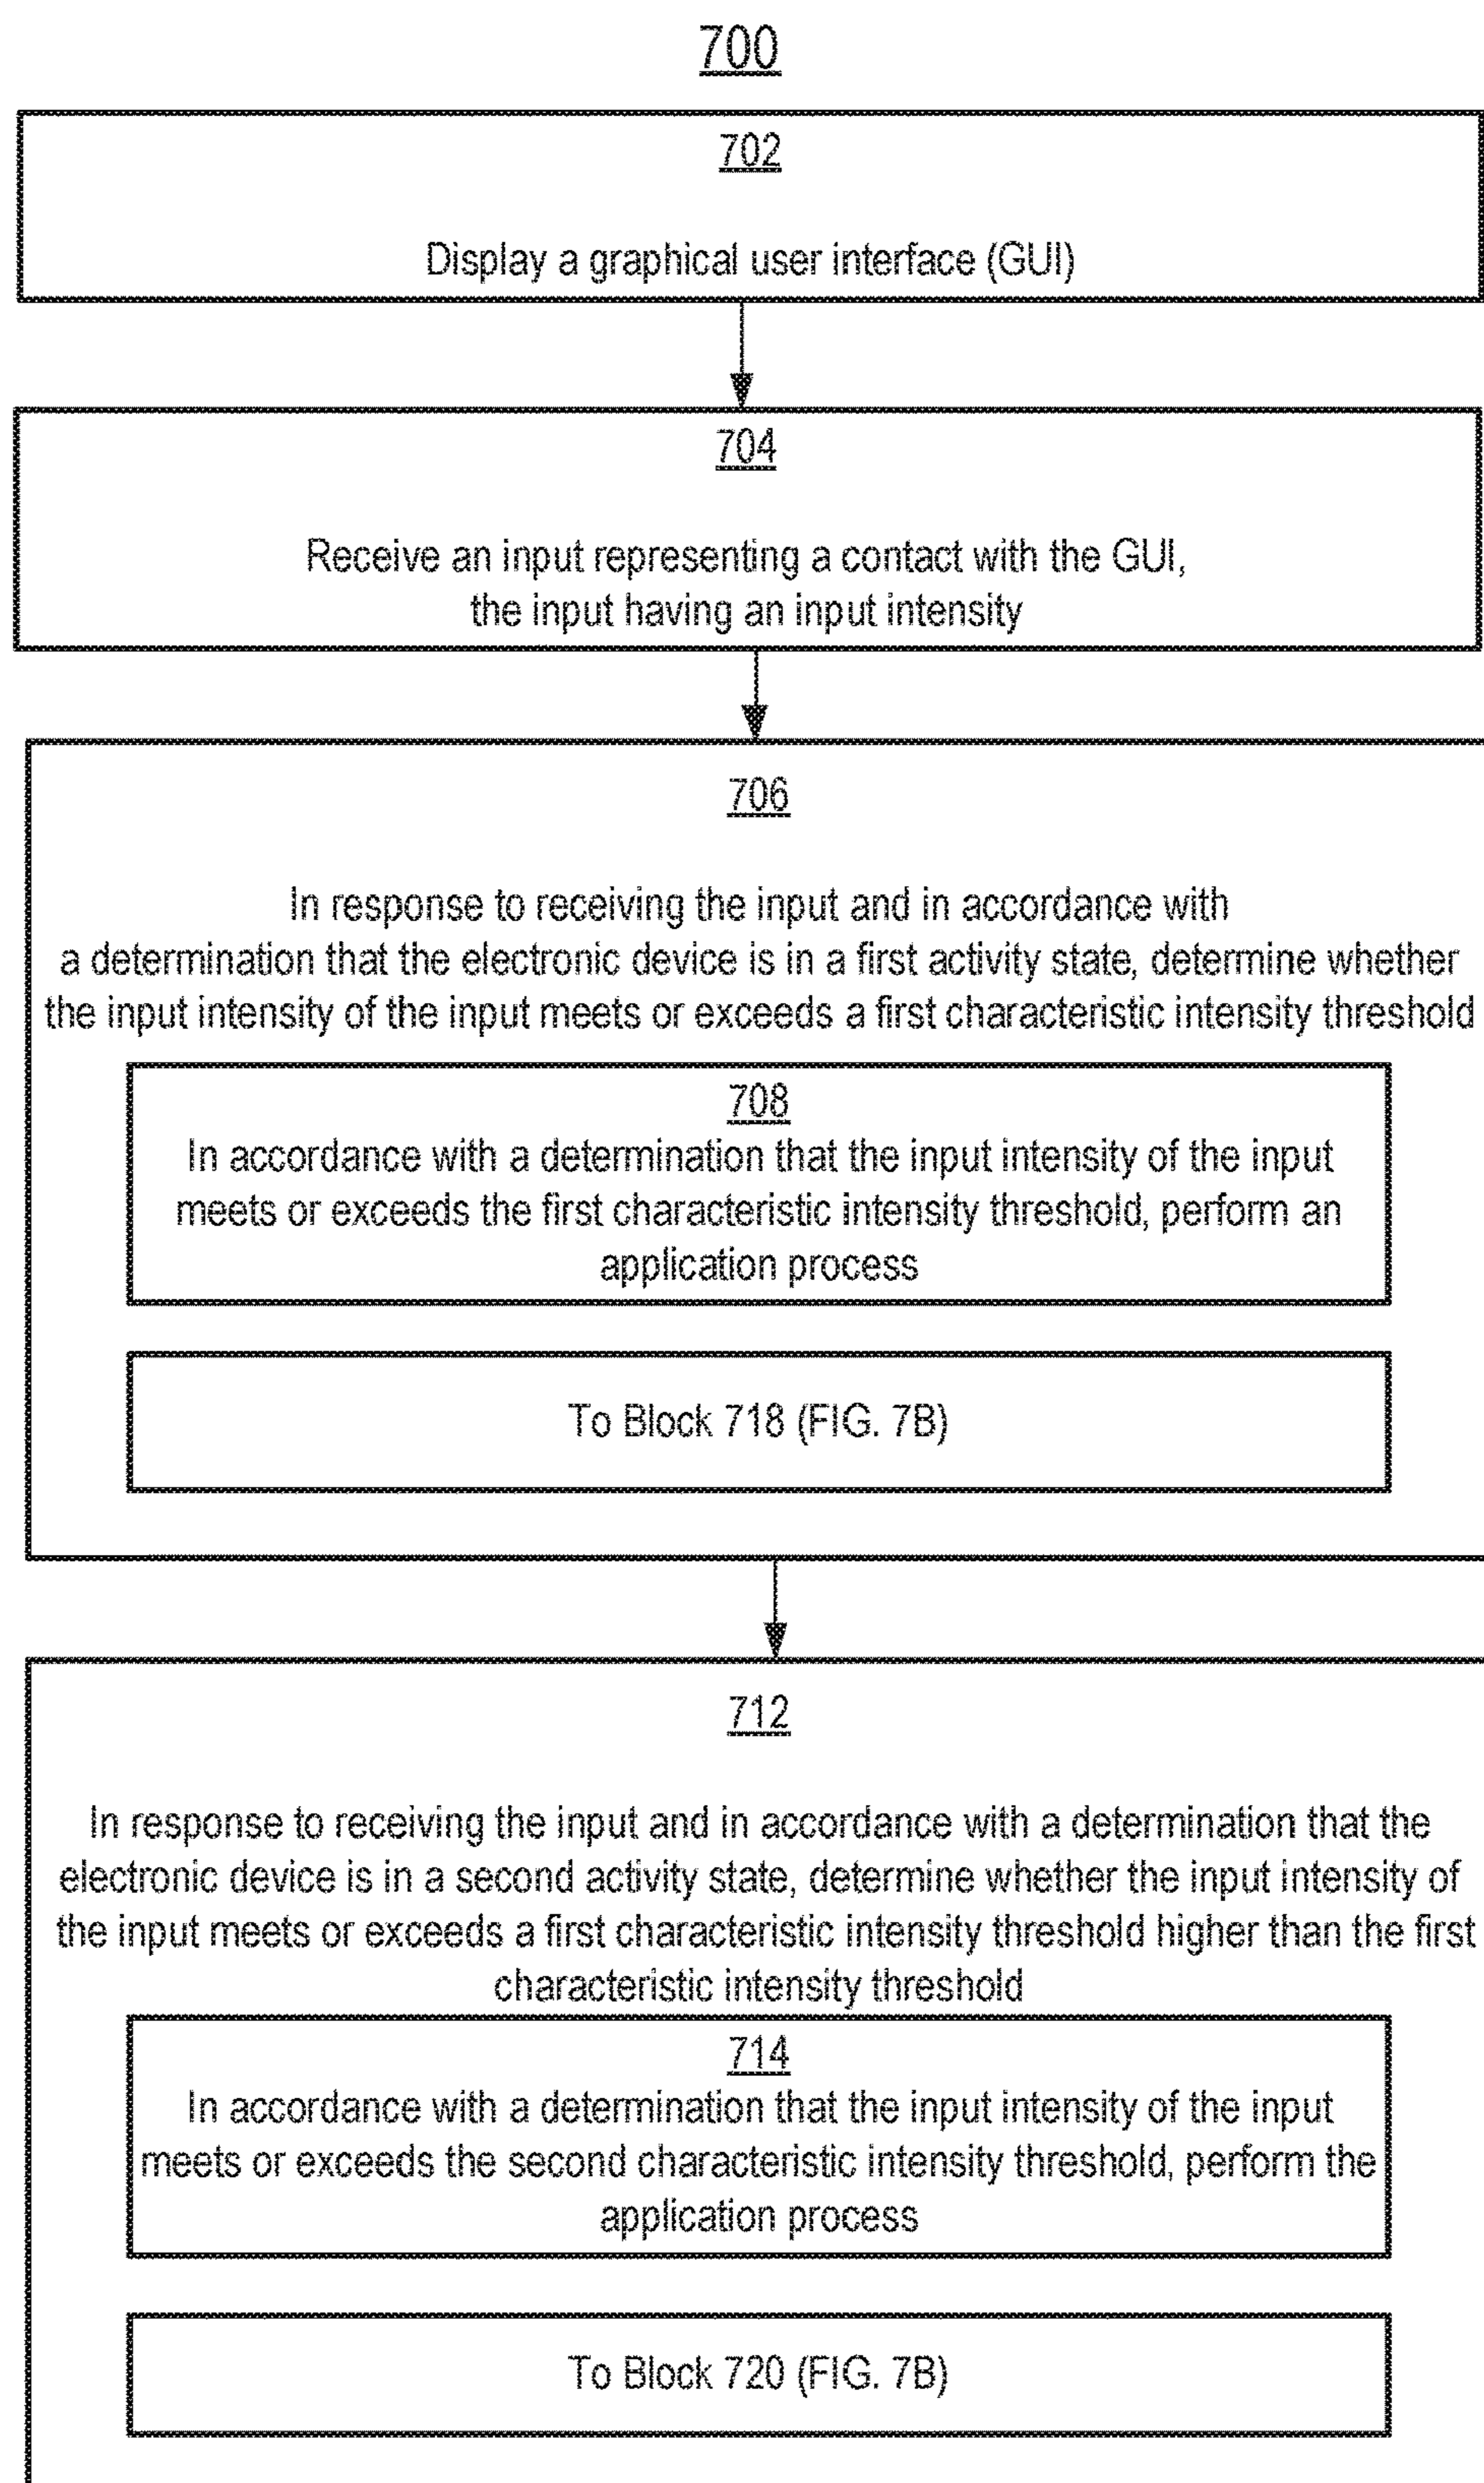 700
702
Display a graphical user interface (GUI)
704
Receive an input representing a contact with the GUI,
the input having an input intensity
706
In response to receiving the input and in accordance with
a determination that the electronic device is in a first activity state, determine whether
the input intensity of the input meets or exceeds a first characteristic intensity threshold
708
In accordance with a determination that the input intensity of the input
meets or exceeds the first characteristic intensity threshold, perform an
application process
To Block 718 (FIG. 7B)
712
In response to receiving the input and in accordance with a determination that the
electronic device is in a second activity state, determine whether the input intensity of
the input meets or exceeds a first characteristic intensity threshold higher than the first
characteristic intensity threshold
714
In accordance with a determination that the input intensity of the input
meets or exceeds the second characteristic intensity threshold, perform the
application process
To Block 720 (FIG. 7B)